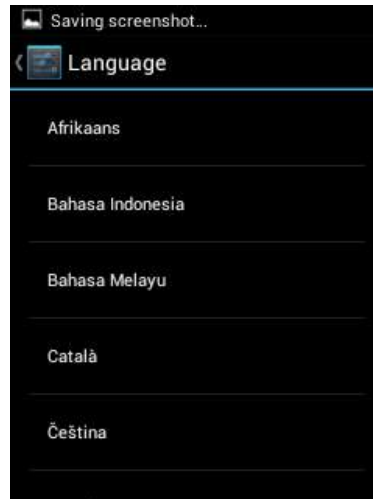 Saving screenshot...
Language
Afrikaans
Bahasa Indonesia
Bahasa Melayu
Català
Čeština